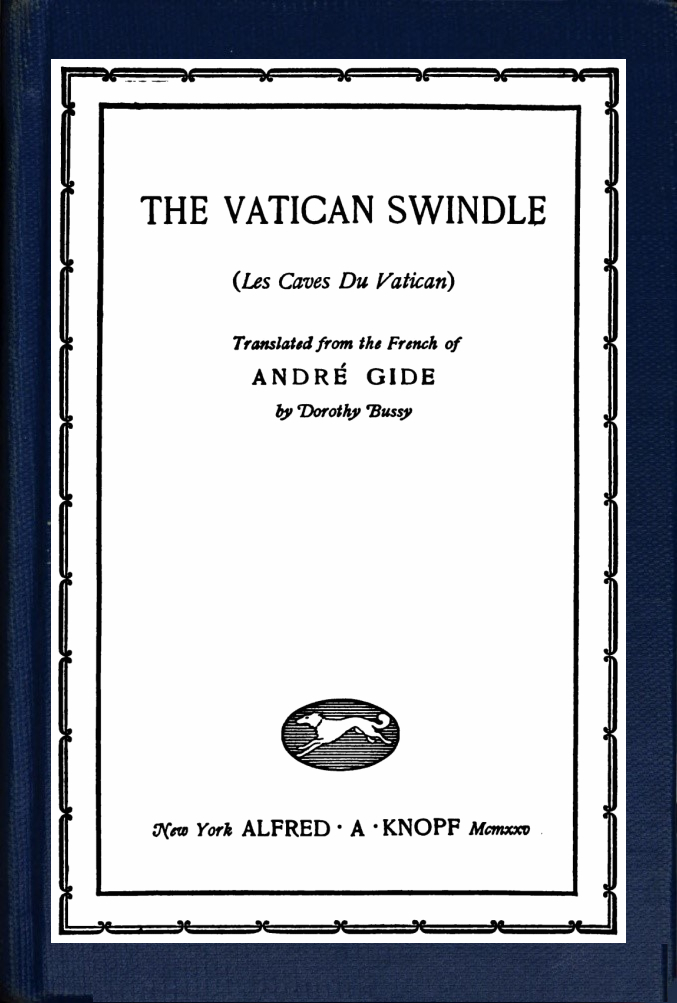 THE VATICAN SWINDLE
(Les Caves Du Vatican)
Translated from the French of
ANDRÉ GIDE
by Dorothy Bussy
New York ALFRED · A · KNOPF Mcmxxv